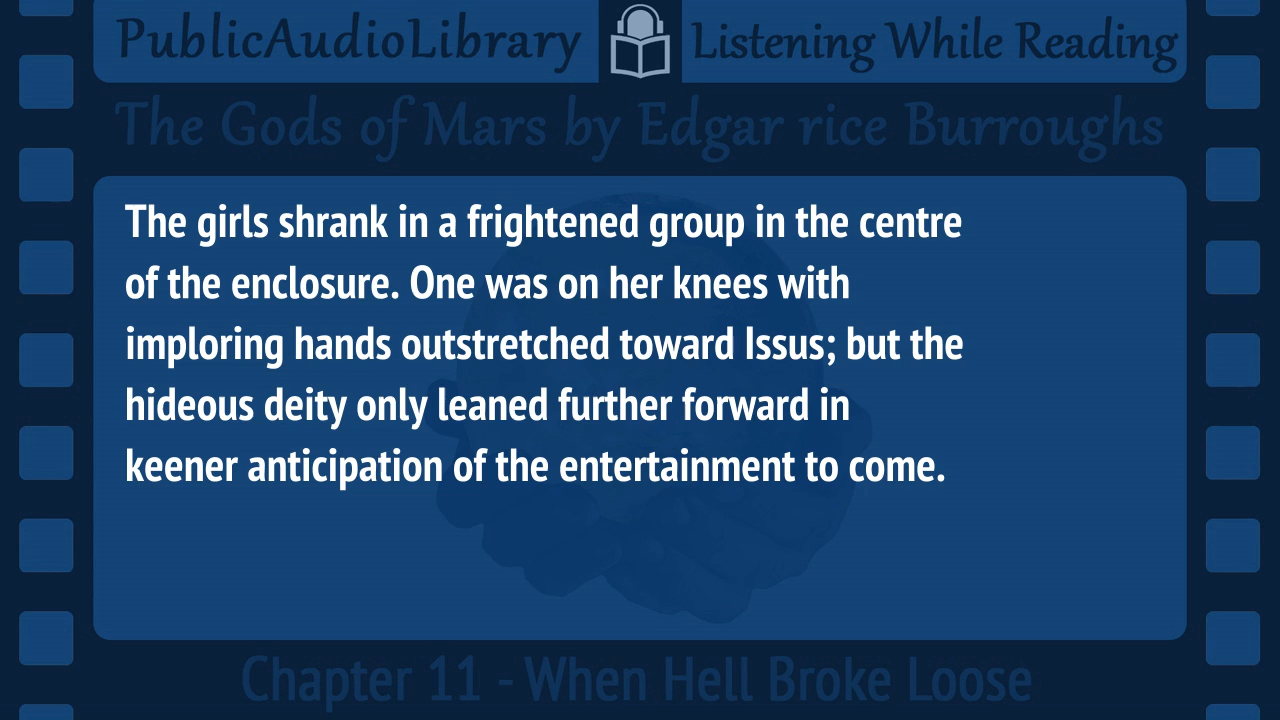 PublicAudioLibrary Listening While Reading
The Gods of Mars by Edgar rice Burroughs
The girls shrank in a frightened group in the centre
of the enclosure. One was on her knees with
imploring hands outstretched toward Issus; but the
hideous deity only leaned further forward in
keener anticipation of the entertainment to come.
Chapter 11 - When Hell Broke Loose